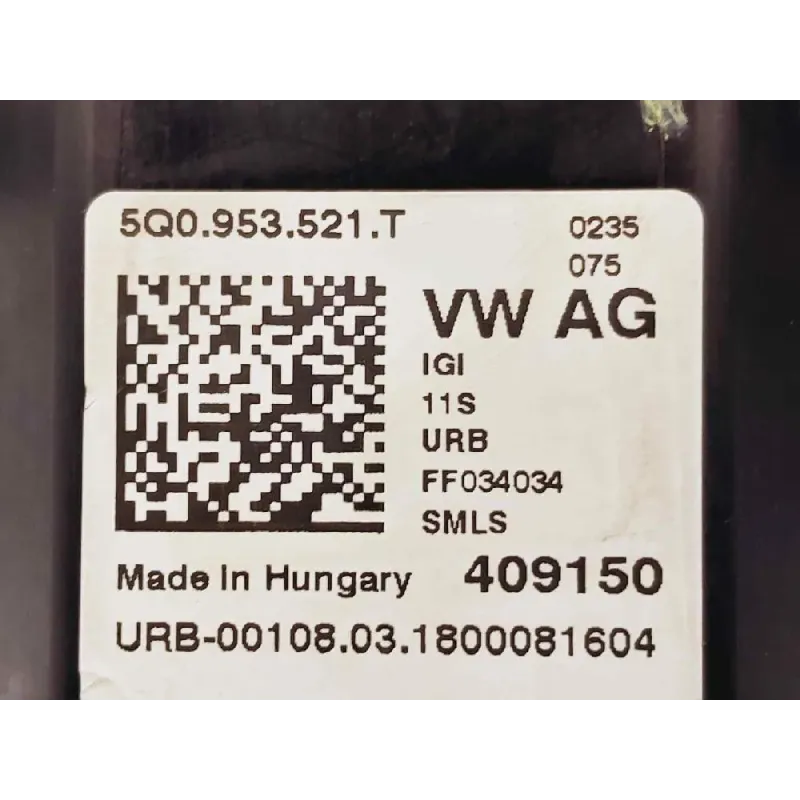 5Q0.953.521.T 0235
075
VW AG
IGI
11S
URB
FF034034
SMLS
Made In Hungary 409150
URB-00108.03.1800081604